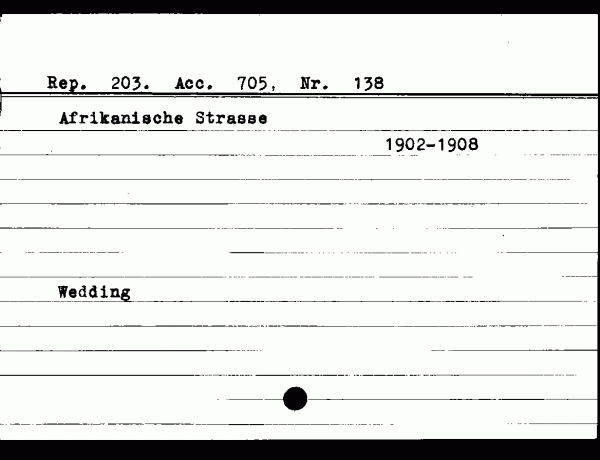 Rep. 203. Acc. 705, Nr. 138
Afrikanische Strasse
1902-1908
Wedding